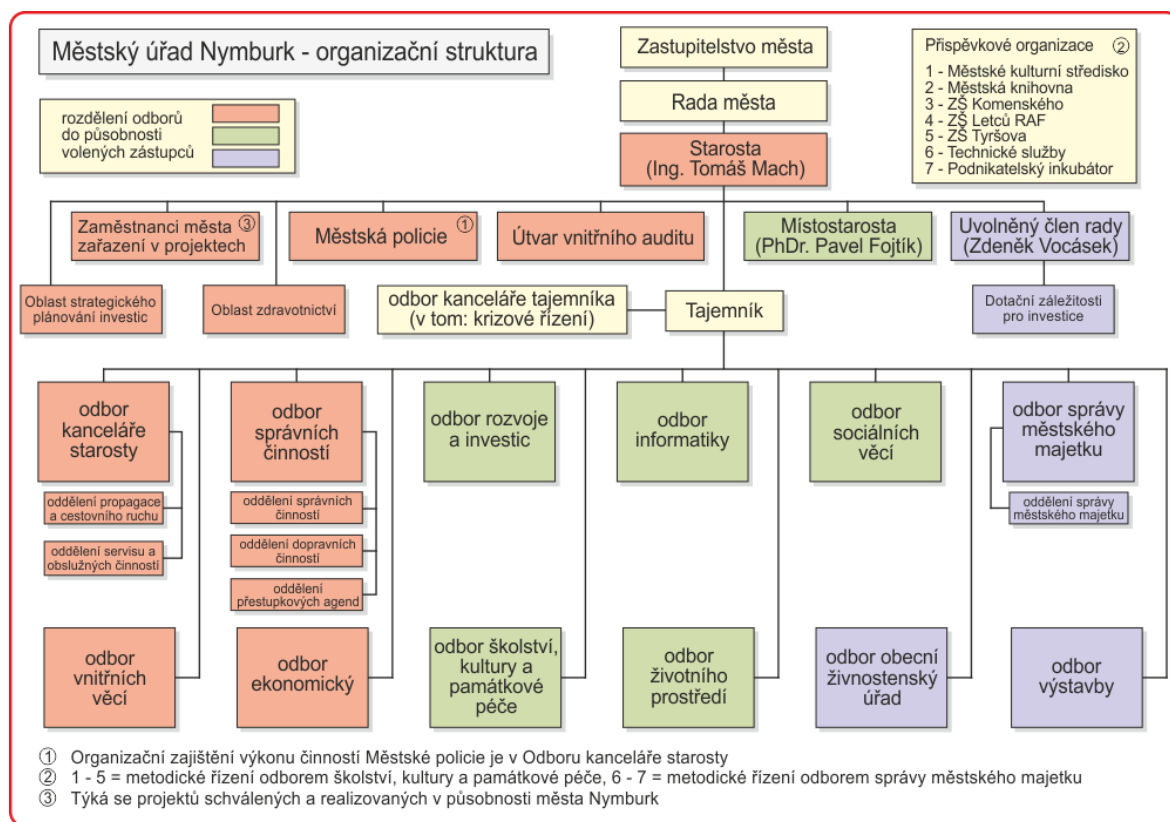 Městský úřad Nymburk - organizační struktura
rozdělení odborů
do působnosti
volených zástupců
Zastupitelstvo města
Rada města
Starosta
(Ing. Tomáš Mach)
Příspěvkové organizace ②
1 - Městské kulturní středisko
2 - Městská knihovna
3 - ZŠ Komenského
4 - ZŠ Letců RAF
5 - ZŠ Tyršova
6 - Technické služby
7 - Podnikatelský inkubátor
Zaměstnanci města ③
zařazení v projektech
Městská policie ①
Útvar vnitřního auditu
Místostarosta
(PhDr. Pavel Fojtík)
Uvolněný člen rady
(Zdeněk Vocásek)
Oblast strategického
plánování investic
Oblast zdravotnictví
odbor kanceláře tajemníka
(v tom: krizové řízení)
Tajemník
Dotační záležitosti
pro investice
odbor
kanceláře
starosty
odbor
správních
činností
odbor rozvoje
a investic
odbor
informatiky
odbor
sociálních
věcí
odbor správy
městského
majetku
oddělení propagace
a cestovního ruchu
oddělení servisu a
obslužných činností
oddělení správních
činností
oddělení dopravních
činností
oddělení
přestupkových agend
oddělení správy
městského majetku
odbor
vnitřních
věcí
odbor
ekonomický
odbor školství,
kultury a
památkové
péče
odbor
životního
prostředí
odbor obecní
živnostenský
úřad
odbor
výstavby
① Organizační zajištění výkonu činností Městské policie je v Odboru kanceláře starosty
② 1 - 5 = metodické řízení odborem školství, kultury a památkové péče, 6 - 7 = metodické řízení odborem správy městského majetku
③ Týká se projektů schválených a realizovaných v působnosti města Nymburk